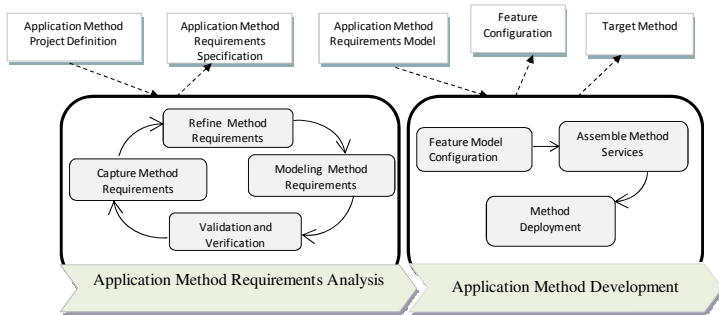 Application Method
Project Definition
Application Method
Requirements
Specification
Application Method
Requirements Model
Feature
Configuration
Target Method
Refine Method
Requirements
Capture Method
Requirements
Modeling Method
Requirements
Validation and
Verification
Feature Model
Configuration
Assemble Method
Services
Method
Deployment
Application Method Requirements Analysis
Application Method Development